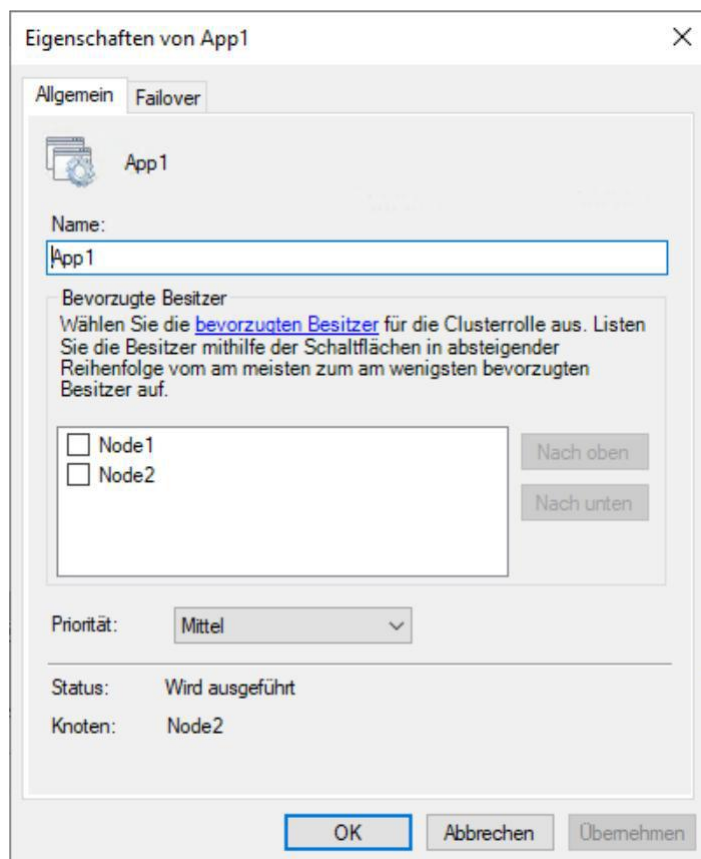 Eigenschaften von App1
Allgemein
Failover
App1
Name:
App1
Bevorzugte Besitzer
Wählen Sie die bevorzugten Besitzer für die Clusterrolle aus. Listen
Sie die Besitzer mithilfe der Schaltflächen in absteigender
Reihenfolge vom am meisten zum am wenigsten bevorzugten
Besitzer auf.
Node1
Node2
Nach oben
Nach unten
Priorität:
Mittel
Status:
Wird ausgeführt
Knoten:
Node2
OK
Abbrechen
Übernehmen